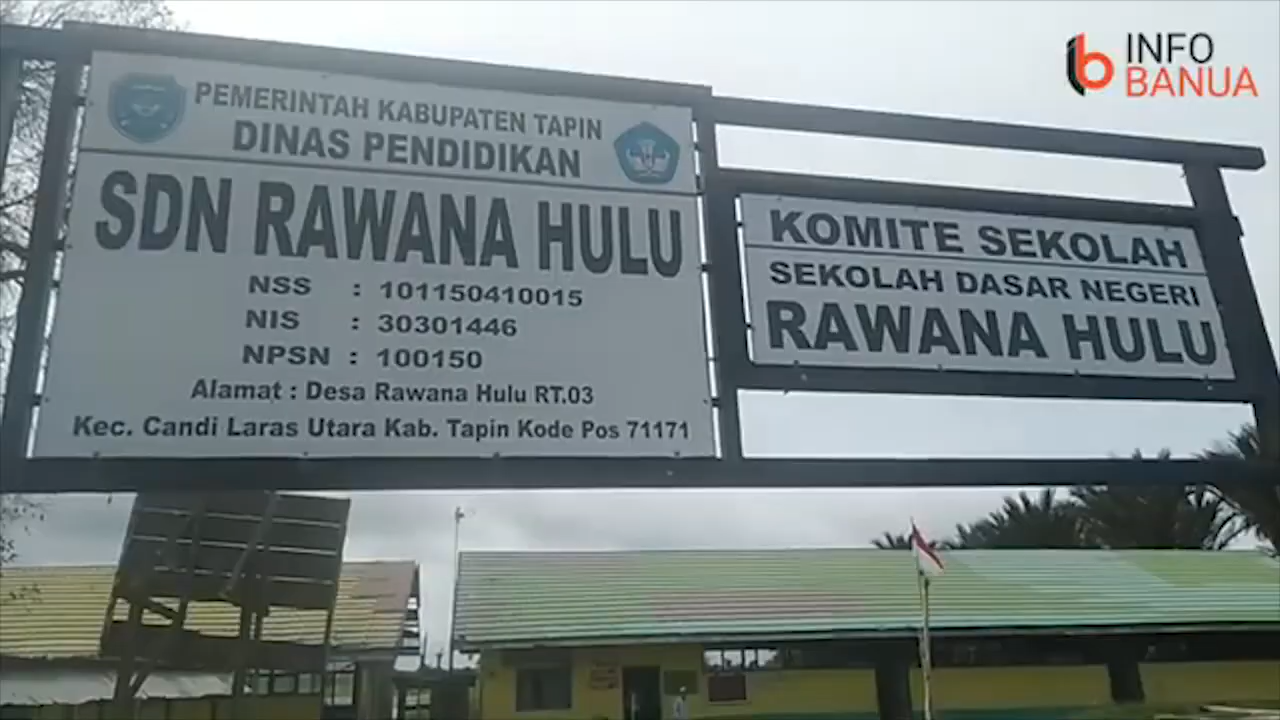 PEMERINTAH KABUPATEN TAPIN
DINAS PENDIDIKAN
SDN RAWANA HULU
NSS : 101150410015
NIS : 30301446
NPSN : 100150
Alamat : Desa Rawana Hulu RT.03
Kec. Candi Laras Utara Kab. Tapin Kode Pos 71171
KOMITE SEKOLAH
SEKOLAH DASAR NEGERI
RAWANA HULU
INFO
BANUA